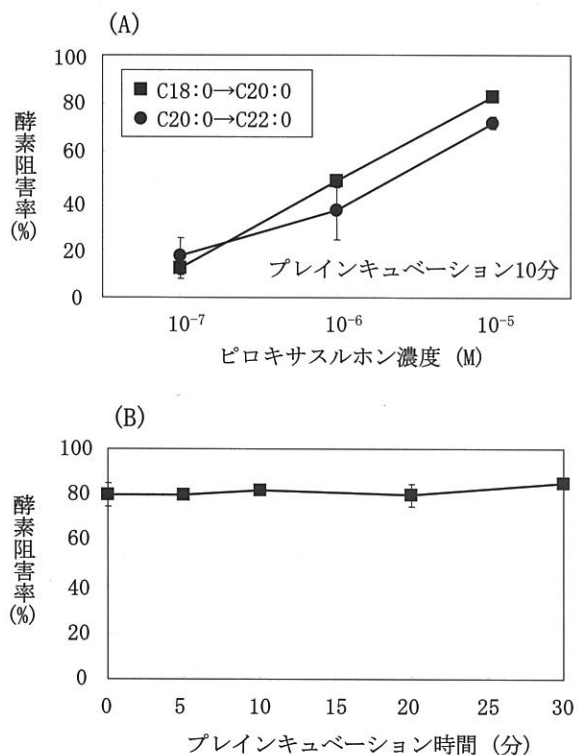 (A)
100
80
60
40
20
0
C18:0→C20:0
C20:0→C22:0
プレインキュベーション10分
酵素阻害率(%)
10⁻⁷ 10⁻⁶ 10⁻⁵
ピロキサスルホン濃度 (M)
(B)
100
80
60
40
20
0
酵素阻害率(%)
0 5 10 15 20 25 30
プレインキュベーション時間 (分)